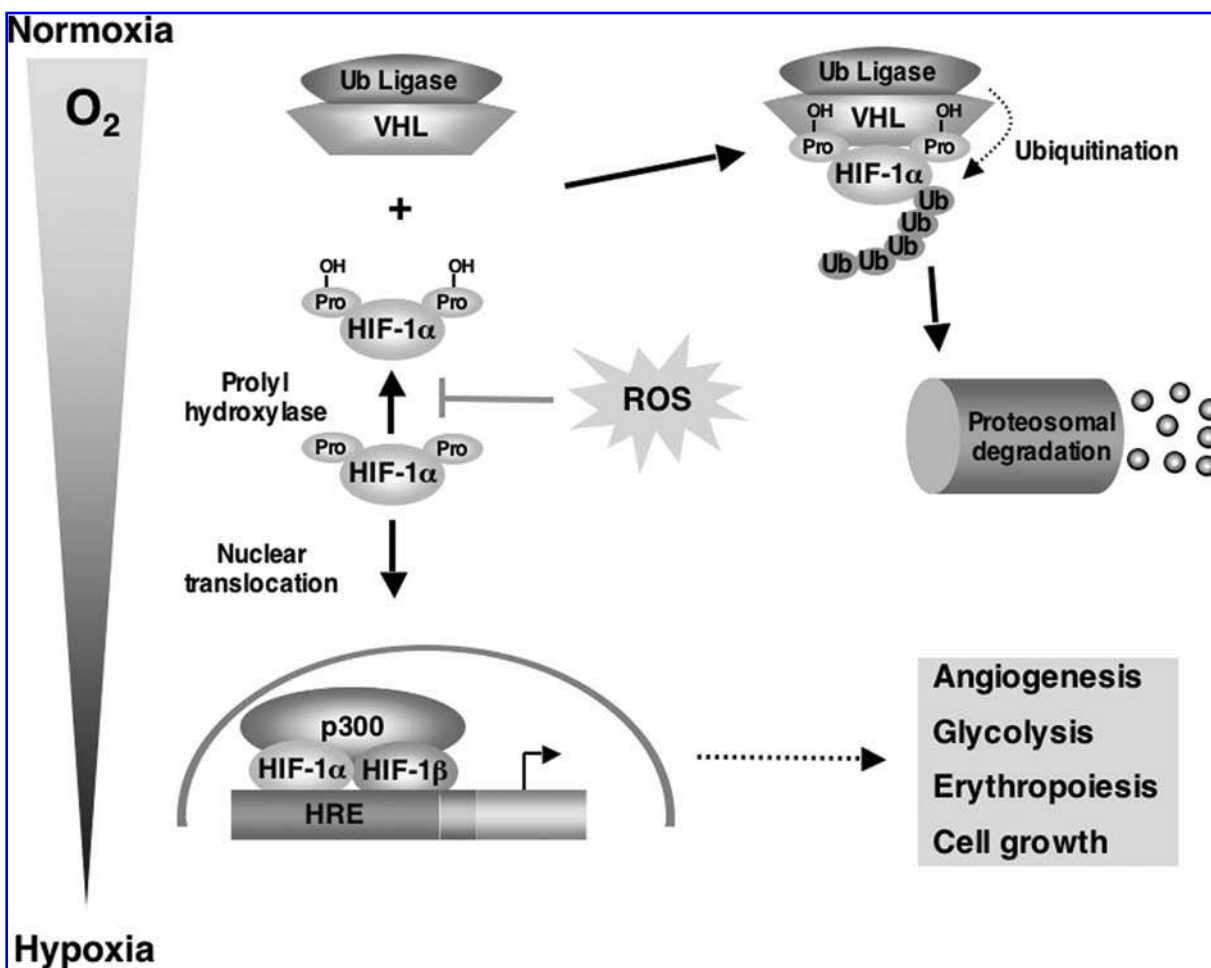 Normoxia
O2
Ub Ligase
VHL
+
OH
OH
Pro
Pro
HIF-1α
Prolyl
hydroxylase
ROS
Pro
Pro
HIF-1α
Nuclear
translocation
Ub Ligase
OH
OH
VHL
Pro
Pro
HIF-1α
Ubiquitination
Ub
Ub
Ub
Ub
Ub
Proteosomal
degradation
p300
HIF-1α
HIF-1β
HRE
Angiogenesis
Glycolysis
Erythropoiesis
Cell growth
Hypoxia